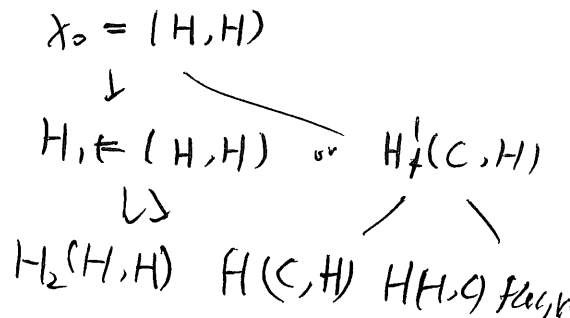 x₀ = (H,H)
H₁ ∈ (H,H) or H₁'(C,H)
H₂(H,H) H(C,H) H(H,C)